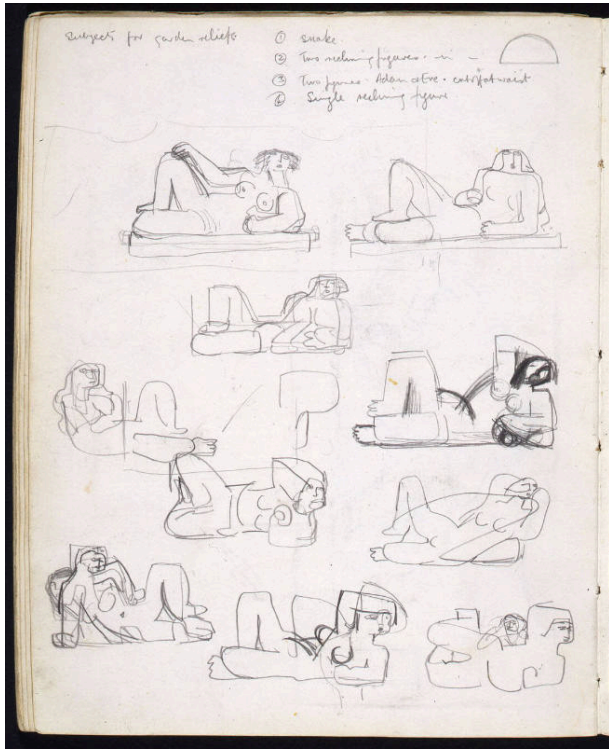 Subjects for garden reliefs
① Snake
② Two reclining figures - in -
③ Two figures - Adam & Eve - cut off at waist
④ Single reclining figure